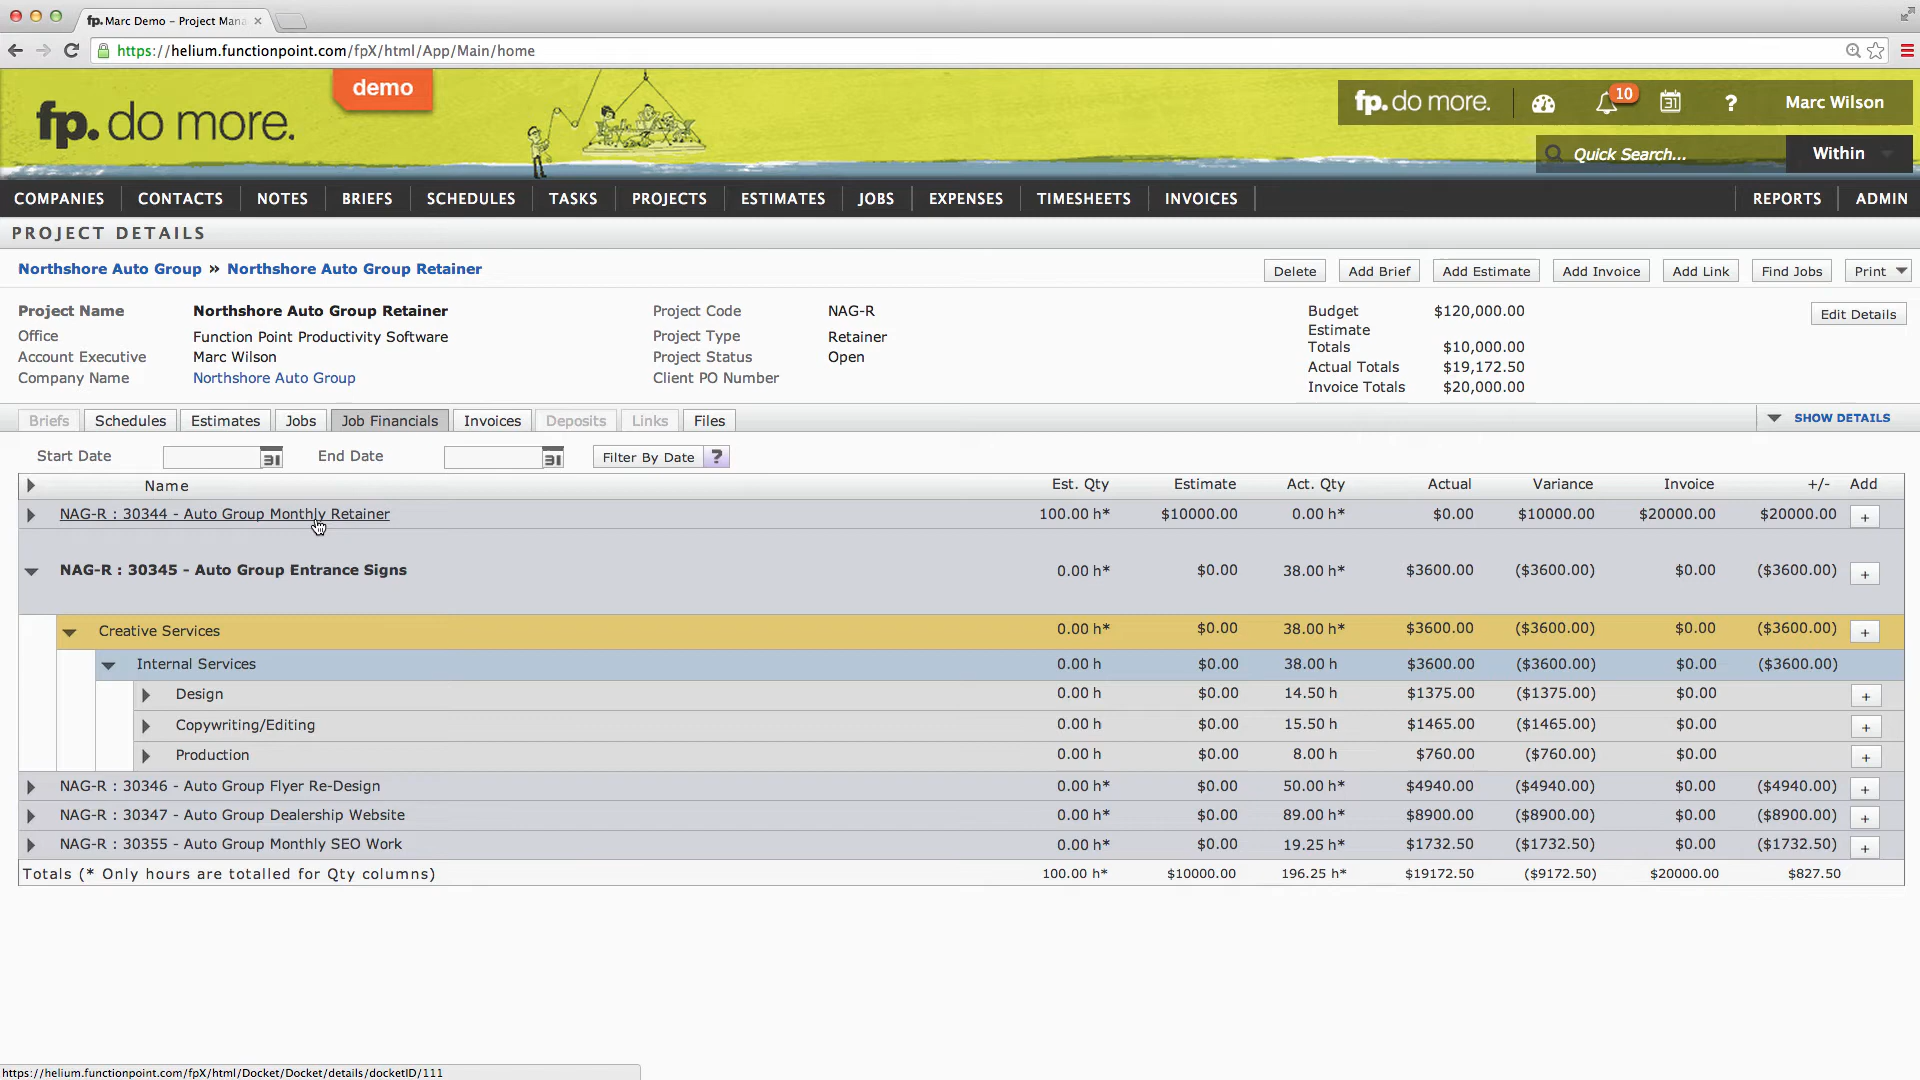 fp. Marc Demo – Project Mana
https://helium.functionpoint.com/fpX/html/App/Main/home
demo
fp. do more.
fp. do more. 10 31 ? Marc Wilson
Quick Search... Within
COMPANIES CONTACTS NOTES BRIEFS SCHEDULES TASKS PROJECTS ESTIMATES JOBS EXPENSES TIMESHEETS INVOICES REPORTS ADMIN
PROJECT DETAILS
Northshore Auto Group » Northshore Auto Group Retainer Delete Add Brief Add Estimate Add Invoice Add Link Find Jobs Print
Project Name Northshore Auto Group Retainer Project Code NAG-R Budget $120,000.00 Edit Details
Office Function Point Productivity Software Project Type Retainer Estimate Totals $10,000.00
Account Executive Marc Wilson Project Status Open Actual Totals $19,172.50
Company Name Northshore Auto Group Client PO Number Invoice Totals $20,000.00
Briefs Schedules Estimates Jobs Job Financials Invoices Deposits Links Files SHOW DETAILS
Start Date 31 End Date 31 Filter By Date ?
Name Est. Qty Estimate Act. Qty Actual Variance Invoice +/- Add
NAG-R : 30344 - Auto Group Monthly Retainer 100.00 h* $10000.00 0.00 h* $0.00 $10000.00 $20000.00 $20000.00 +
NAG-R : 30345 - Auto Group Entrance Signs 0.00 h* $0.00 38.00 h* $3600.00 ($3600.00) $0.00 ($3600.00) +
Creative Services 0.00 h* $0.00 38.00 h* $3600.00 ($3600.00) $0.00 ($3600.00) +
Internal Services 0.00 h $0.00 38.00 h $3600.00 ($3600.00) $0.00 ($3600.00)
Design 0.00 h $0.00 14.50 h $1375.00 ($1375.00) $0.00 +
Copywriting/Editing 0.00 h $0.00 15.50 h $1465.00 ($1465.00) $0.00 +
Production 0.00 h $0.00 8.00 h $760.00 ($760.00) $0.00 +
NAG-R : 30346 - Auto Group Flyer Re-Design 0.00 h* $0.00 50.00 h* $4940.00 ($4940.00) $0.00 ($4940.00) +
NAG-R : 30347 - Auto Group Dealership Website 0.00 h* $0.00 89.00 h* $8900.00 ($8900.00) $0.00 ($8900.00) +
NAG-R : 30355 - Auto Group Monthly SEO Work 0.00 h* $0.00 19.25 h* $1732.50 ($1732.50) $0.00 ($1732.50) +
Totals (* Only hours are totalled for Qty columns) 100.00 h* $10000.00 196.25 h* $19172.50 ($9172.50) $20000.00 $827.50
https://helium.functionpoint.com/fpX/html/Docket/Docket/details/docketID/111